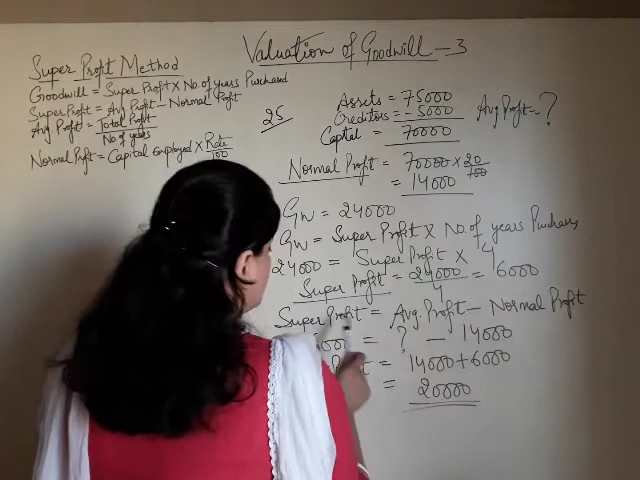 Valuation of Goodwill - 3
Super Profit Method
Goodwill = Super Profit × No. of years Purchased
Super Profit = Avg Profit - Normal Profit
Avg Profit = Total Profit / No of years
Normal Profit = Capital Employed × Rate / 100
25
Assets = 75000
Creditors = - 5000
Capital = 70000
Avg Profit = ?
Normal Profit = 70000 × 20 / 100
= 14000
GW = 24000
GW = Super Profit × No. of years Purchases
24000 = Super Profit × 4
Super Profit = 24000 / 4 = 6000
Super Profit = Avg. Profit - Normal Profit
= ? - 14000
= 14000 + 6000
= 20000